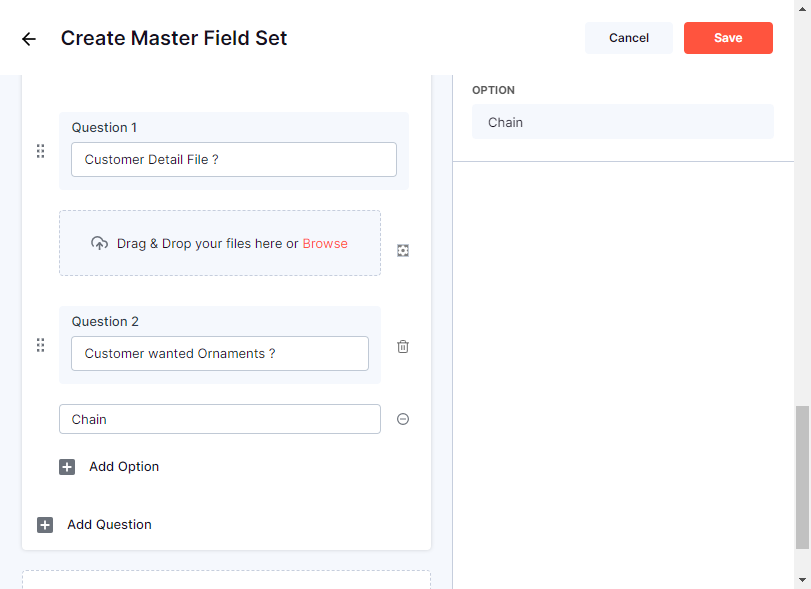 Create Master Field Set
Cancel
Save
Question 1
Customer Detail File ?
Drag & Drop your files here or Browse
Question 2
Customer wanted Ornaments ?
Chain
Add Option
Add Question
OPTION
Chain